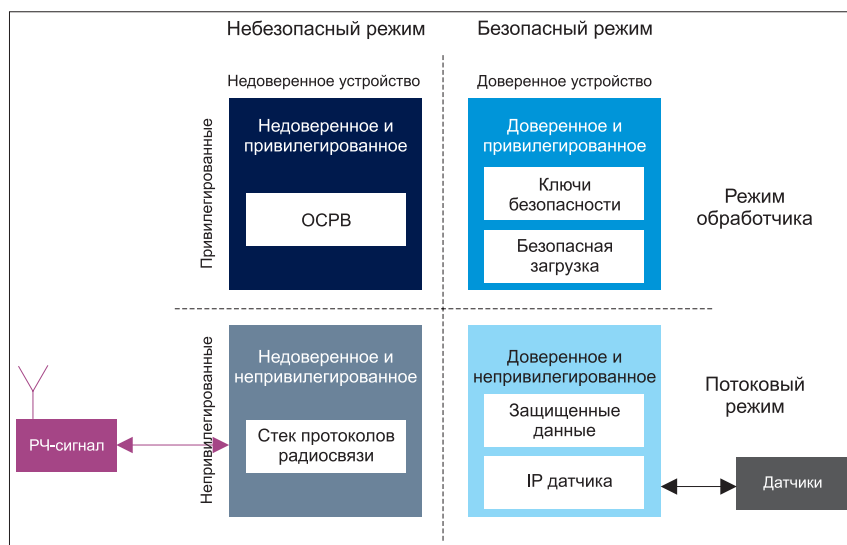 Небезопасный режим
Безопасный режим
Недоверенное устройство
Доверенное устройство
Привилегированные
Недоверенное и
привилегированное
ОСРВ
Доверенное и
привилегированное
Ключи
безопасности
Безопасная
загрузка
Режим
обработчика
Непривилегированные
Недоверенное и
непривилегированное
Стек протоколов
радиосвязи
Доверенное и
непривилегированное
Защищенные
данные
IP датчика
Потоковый
режим
РЧ-сигнал
Датчики